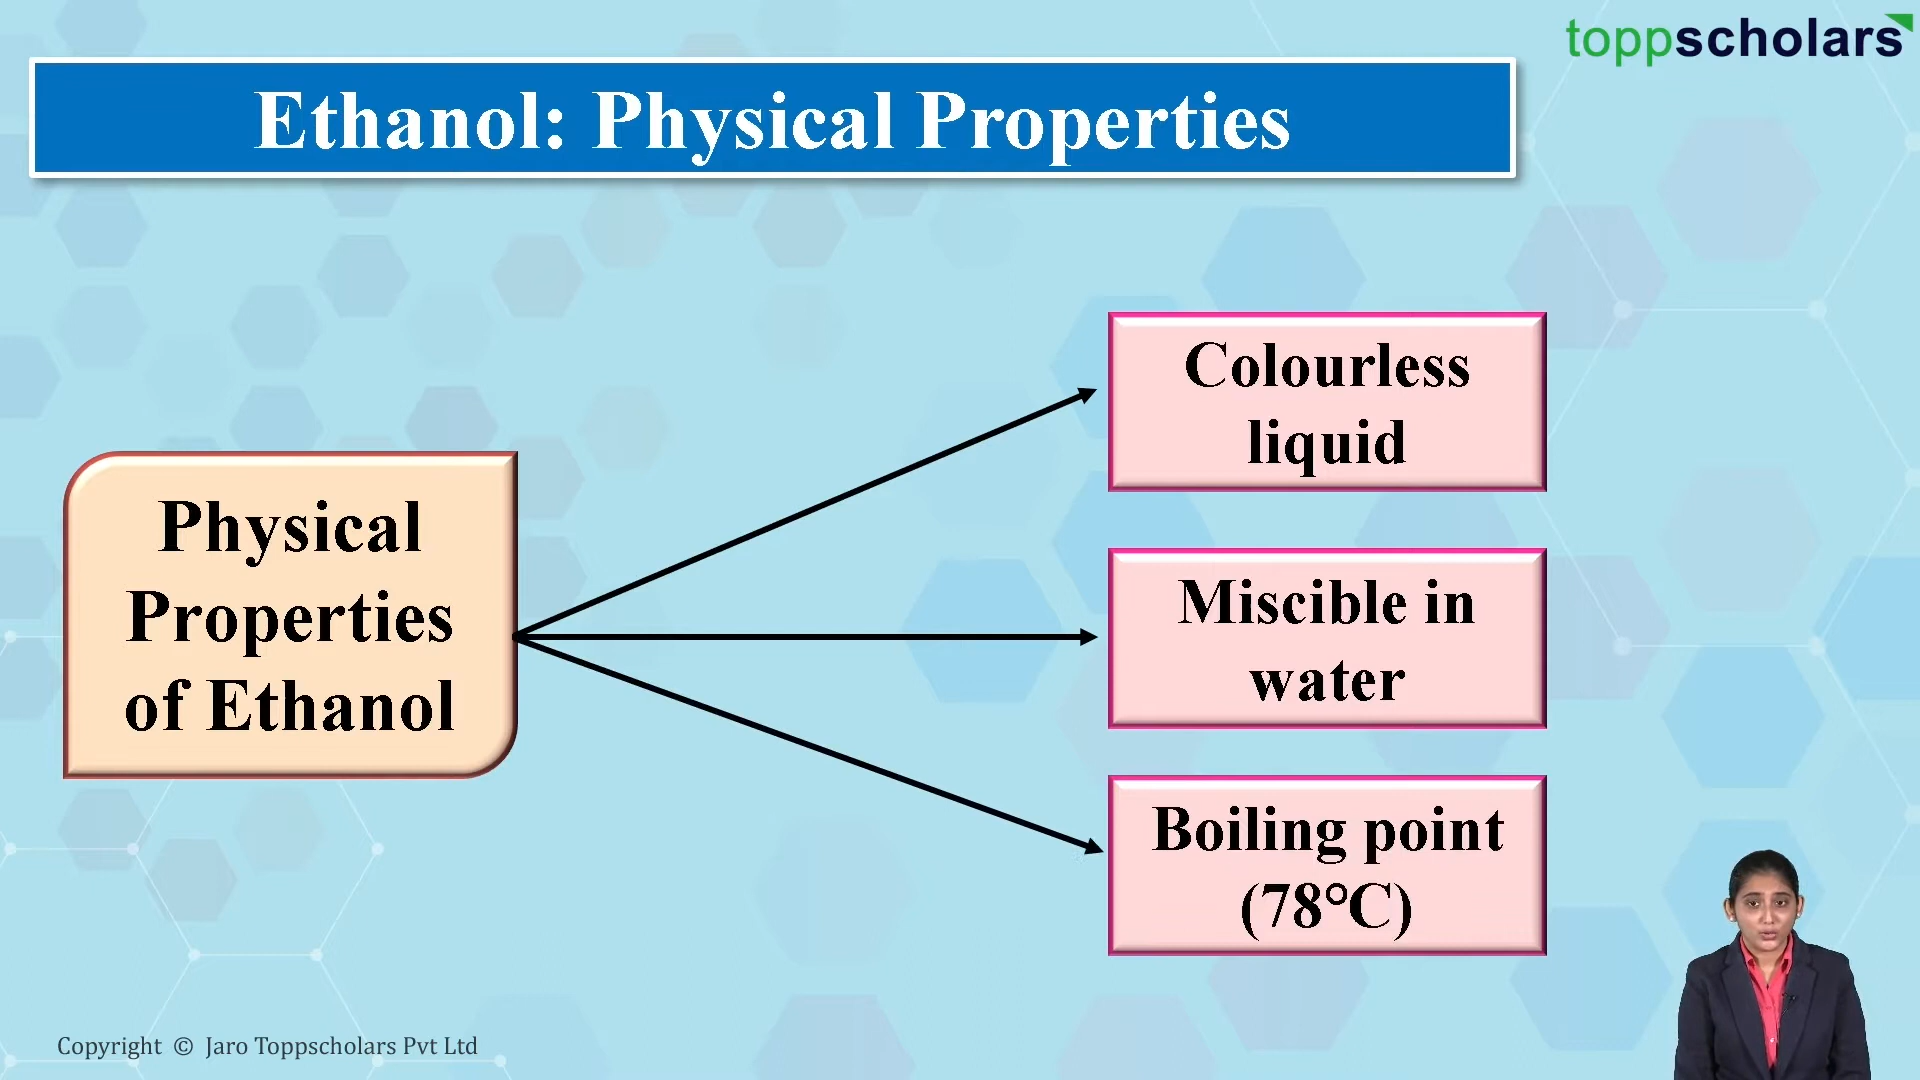 toppscholars
Ethanol: Physical Properties
Physical
Properties
of Ethanol
Colourless
liquid
Miscible in
water
Boiling point
(78°C)
Copyright © Jaro Toppscholars Pvt Ltd